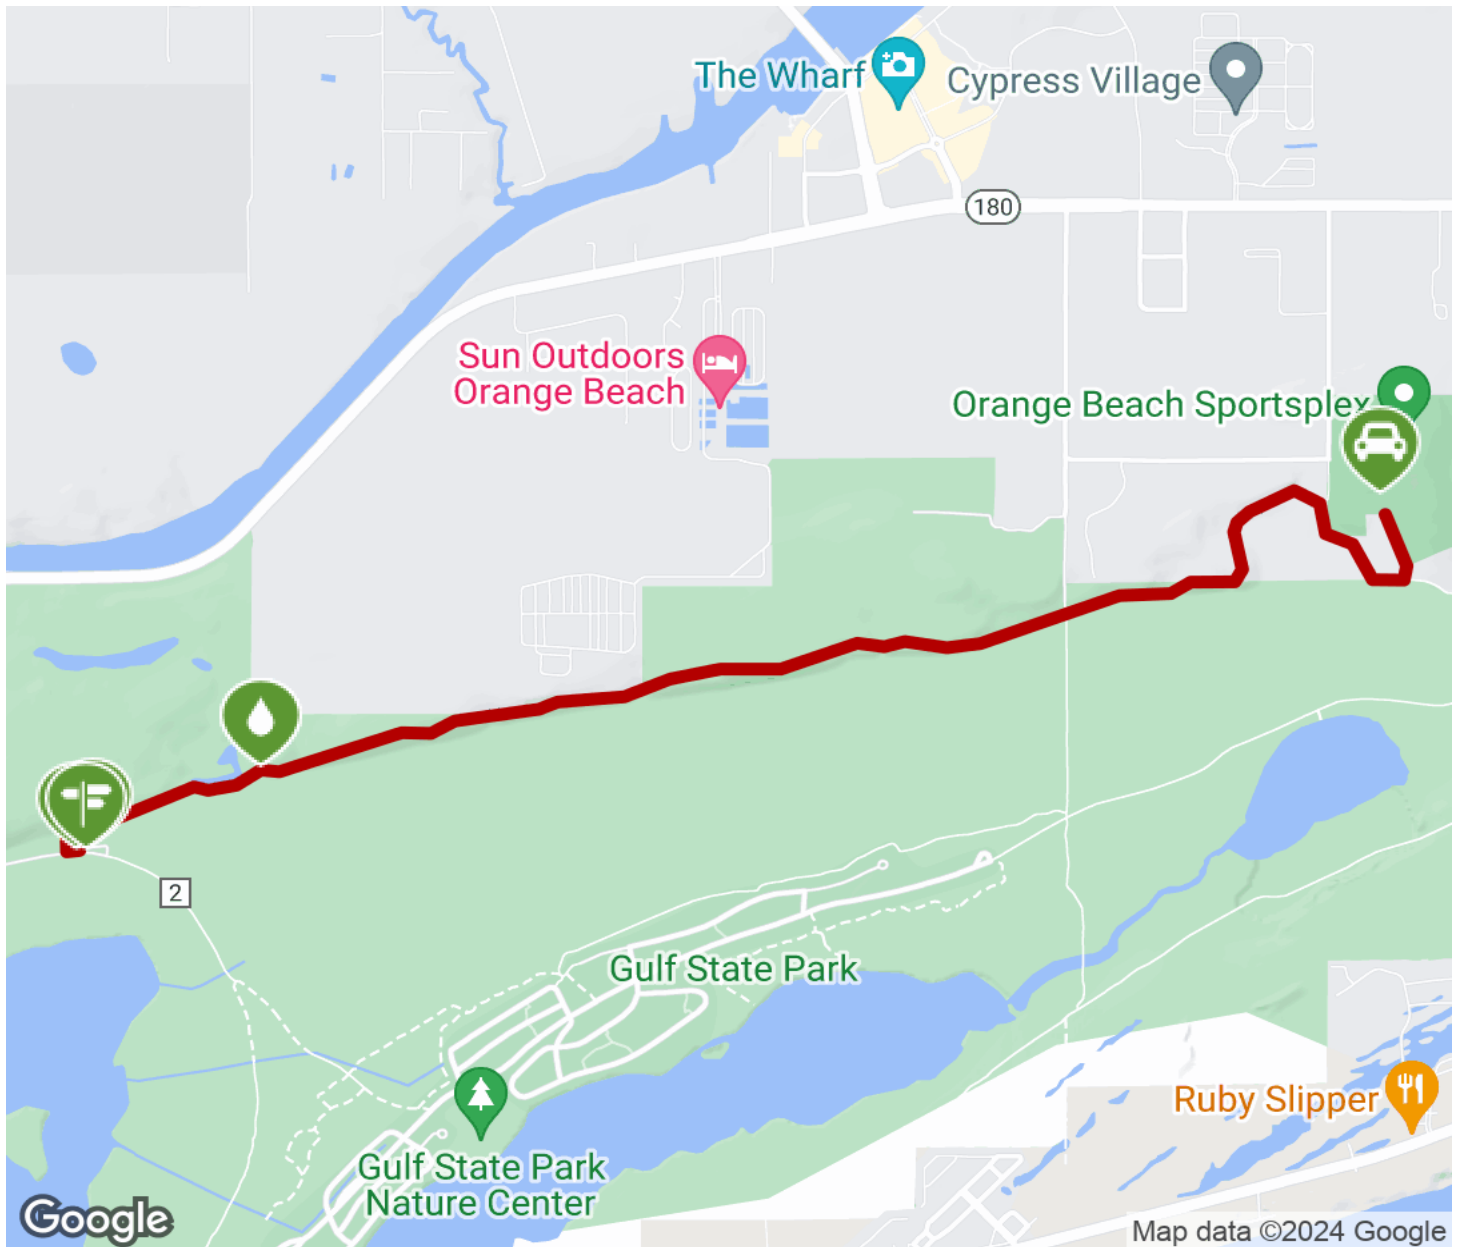 The Wharf
Cypress Village
180
Sun Outdoors
Orange Beach
Orange Beach Sportsplex
2
Gulf State Park
Ruby Slipper
Gulf State Park
Nature Center
Google
Map data ©2024 Google